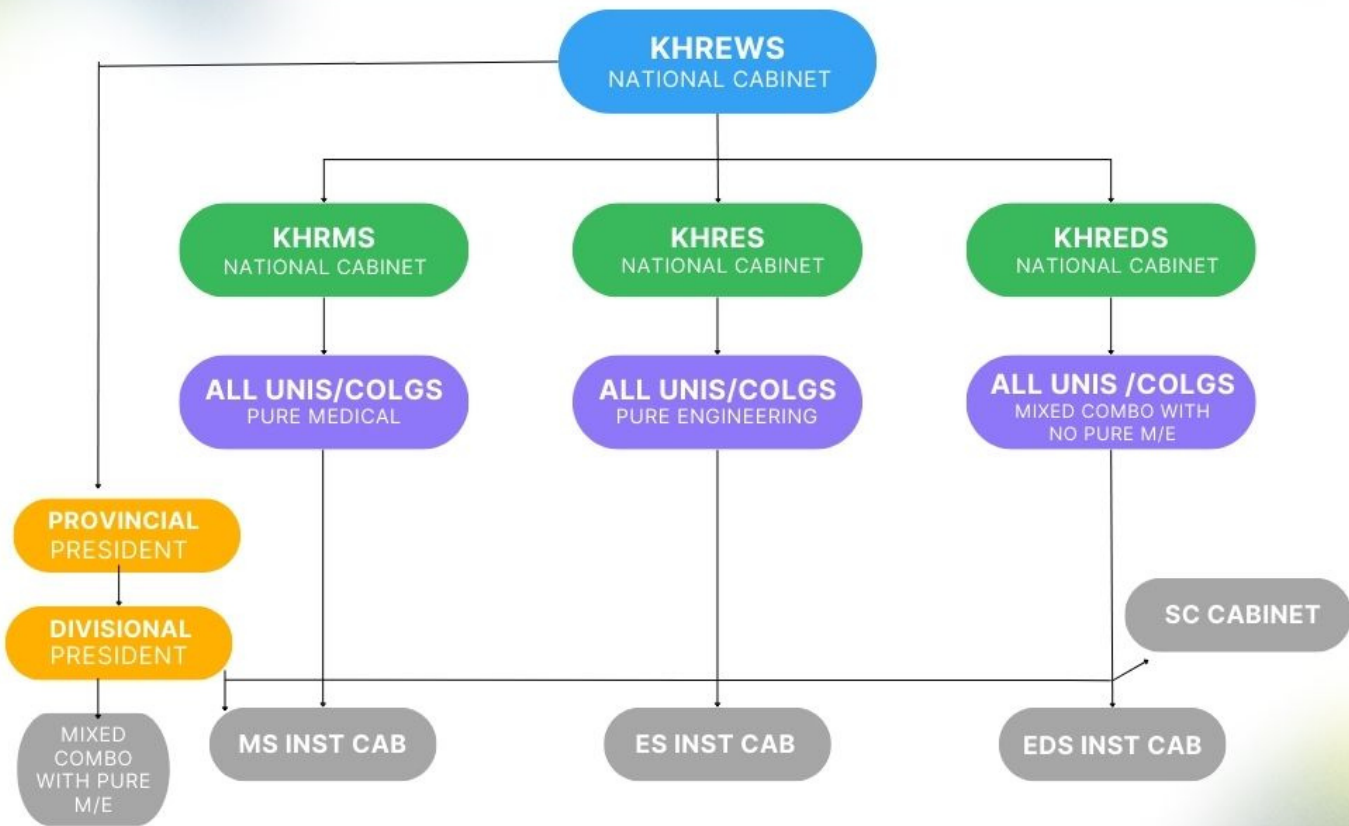 KHREWS
NATIONAL CABINET
KHRMS
NATIONAL CABINET
KHRES
NATIONAL CABINET
KHREDS
NATIONAL CABINET
ALL UNIS/COLGS
PURE MEDICAL
ALL UNIS/COLGS
PURE ENGINEERING
ALL UNIS /COLGS
MIXED COMBO WITH
NO PURE M/E
PROVINCIAL
PRESIDENT
DIVISIONAL
PRESIDENT
SC CABINET
MIXED
COMBO
WITH PURE
M/E
MS INST CAB
ES INST CAB
EDS INST CAB